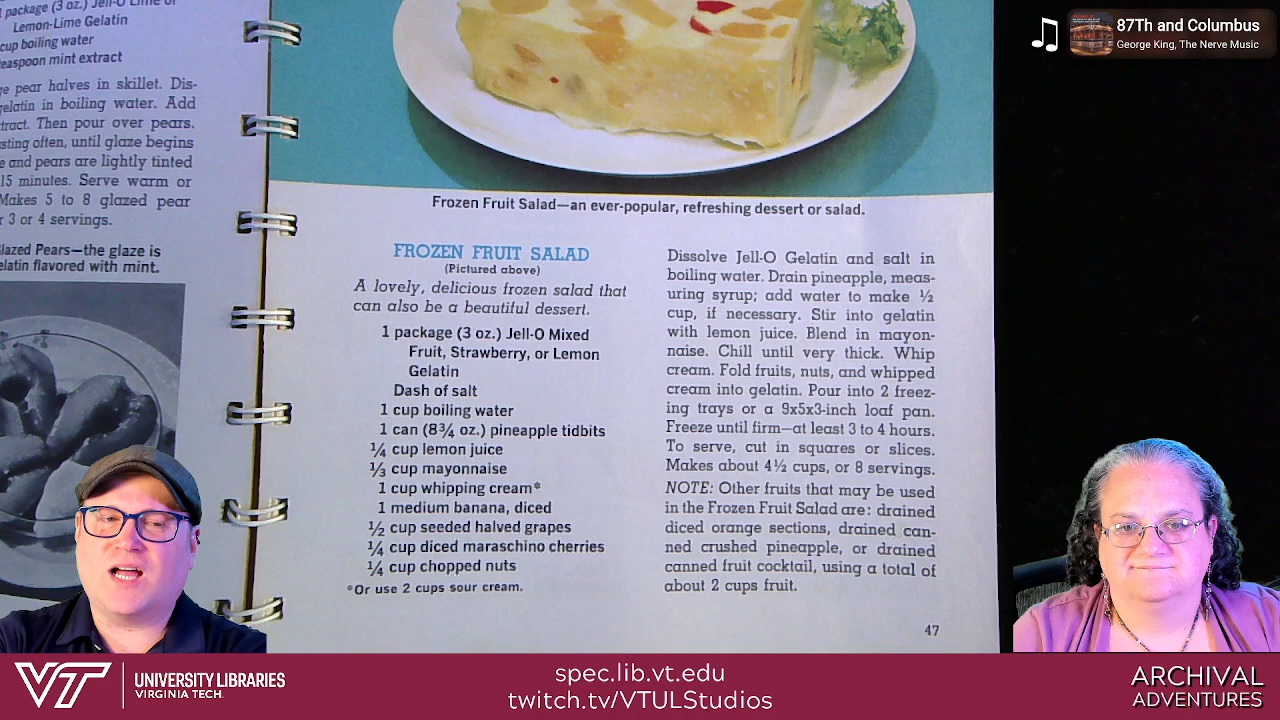 1 package (3 oz.) Jell-O Lime or
Lemon-Lime Gelatin
cup boiling water
teaspoon mint extract
pear halves in skillet. Dis-
gelatin in boiling water. Add
Then pour over pears.
often, until glaze begins
and pears are lightly tinted
15 minutes. Serve warm or
Makes 5 to 8 glazed pear
3 or 4 servings.
Glazed Pears—the glaze is
gelatin flavored with mint.
Frozen Fruit Salad—an ever-popular, refreshing dessert or salad.
FROZEN FRUIT SALAD
(Pictured above)
A lovely, delicious frozen salad that
can also be a beautiful dessert.
1 package (3 oz.) Jell-O Mixed
Fruit, Strawberry, or Lemon
Gelatin
Dash of salt
1 cup boiling water
1 can (8¾ oz.) pineapple tidbits
¼ cup lemon juice
⅓ cup mayonnaise
1 cup whipping cream*
1 medium banana, diced
½ cup seeded halved grapes
¼ cup diced maraschino cherries
¼ cup chopped nuts
*Or use 2 cups sour cream.
Dissolve Jell-O Gelatin and salt in
boiling water. Drain pineapple, meas-
uring syrup; add water to make ½
cup, if necessary. Stir into gelatin
with lemon juice. Blend in mayon-
naise. Chill until very thick. Whip
cream. Fold fruits, nuts, and whipped
cream into gelatin. Pour into 2 freez-
ing trays or a 9x5x3-inch loaf pan.
Freeze until firm—at least 3 to 4 hours.
To serve, cut in squares or slices.
Makes about 4½ cups, or 8 servings.
NOTE: Other fruits that may be used
in the Frozen Fruit Salad are: drained
diced orange sections, drained can-
ned crushed pineapple, or drained
canned fruit cocktail, using a total of
about 2 cups fruit.
47
87Th and Columbus
George King, The Nerve Music
VT
UNIVERSITY LIBRARIES
VIRGINIA TECH
spec.lib.vt.edu
twitch.tv/VTULStudios
ARCHIVAL
ADVENTURES